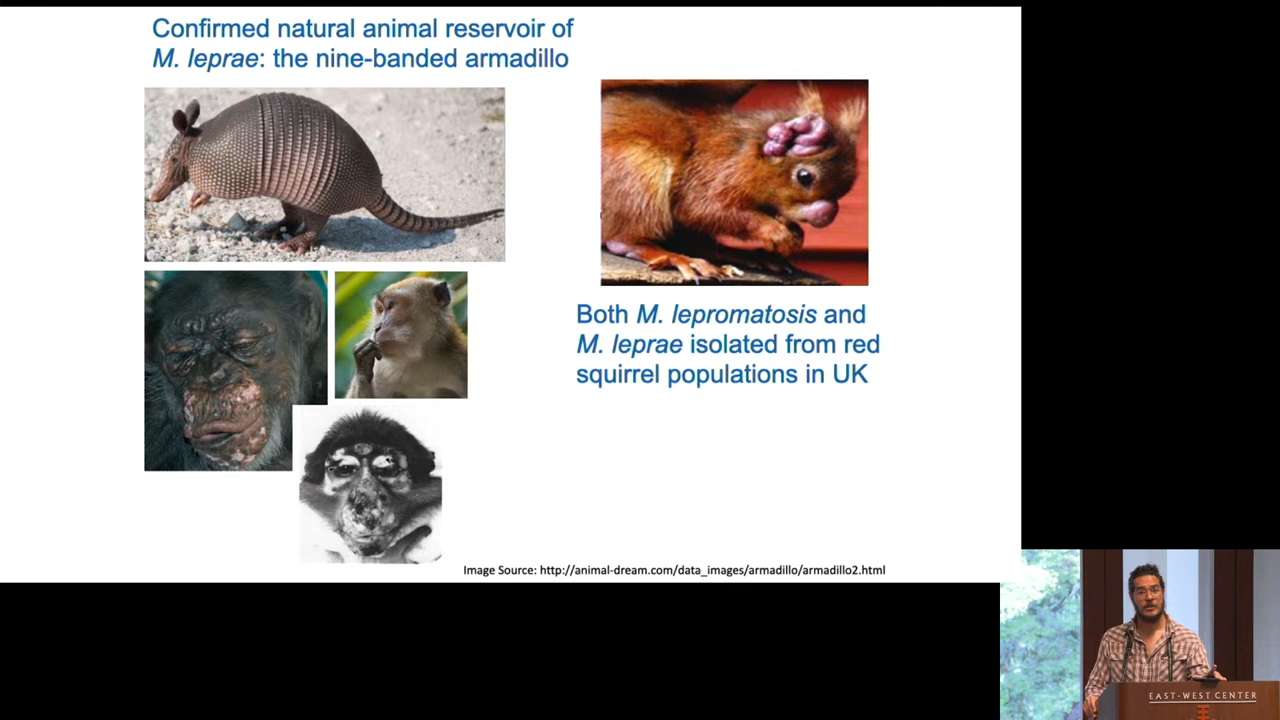 Confirmed natural animal reservoir of
M. leprae: the nine-banded armadillo
Both M. lepromatosis and
M. leprae isolated from red
squirrel populations in UK
Image Source: http://animal-dream.com/data_images/armadillo/armadillo2.html
EAST-WEST CENTER